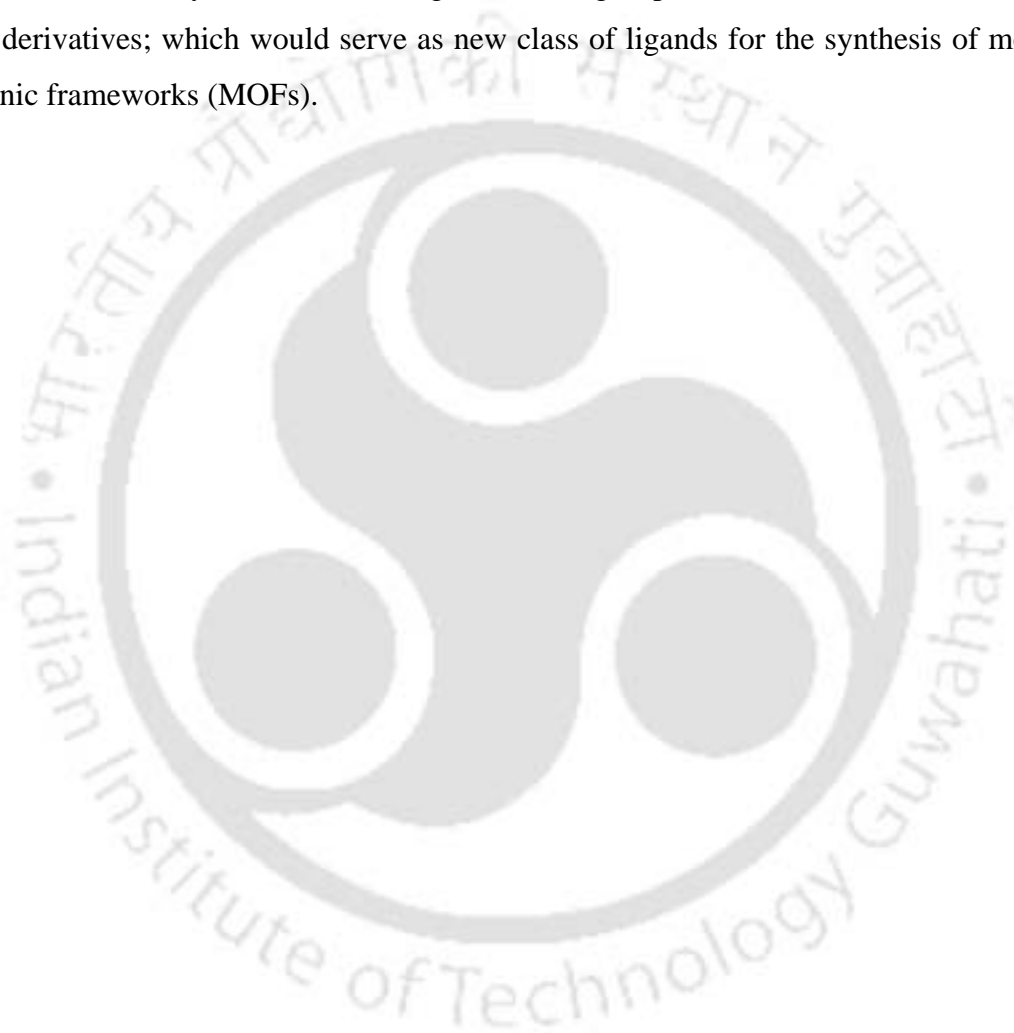 derivatives; which would serve as new class of ligands for the synthesis of m
nic frameworks (MOFs).
भारतीय प्रौद्योगिकी संस्थान गुवाहाटी
Indian Institute of Technology Guwahati